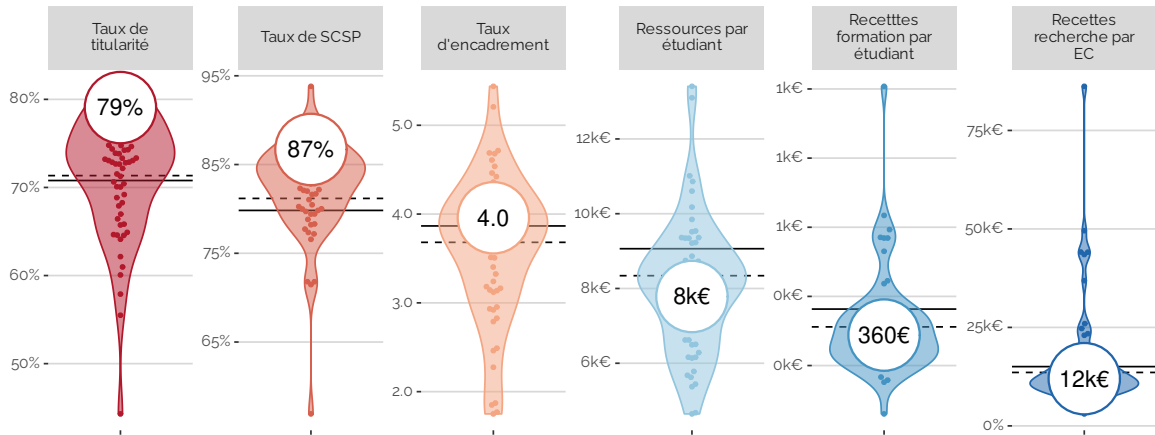 Taux de
titularité
Taux de SCSP
Taux
d'encadrement
Ressources par
étudiant
Recetttes
formation par
étudiant
Recettes
recherche par
EC
80%
70%
60%
50%
79%
95%
85%
75%
65%
87%
5.0
4.0
3.0
2.0
4.0
12k€
10k€
8k€
6k€
8k€
1k€
1k€
1k€
0k€
0k€
360€
75k€
50k€
25k€
0%
12k€